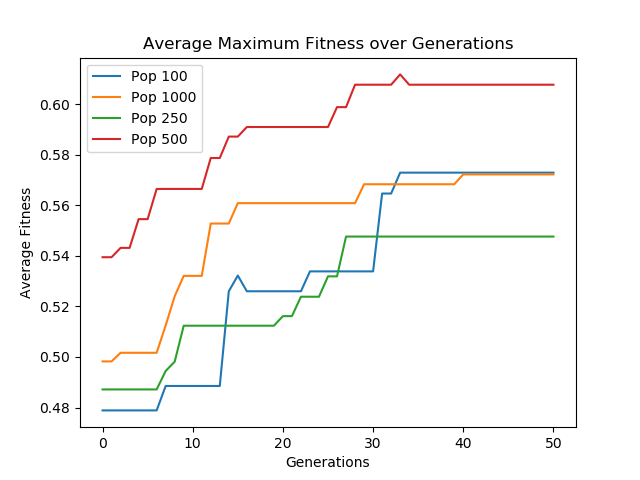 Average Maximum Fitness over Generations
Pop 100
Pop 1000
Pop 250
Pop 500
0.60
0.58
0.56
0.54
0.52
0.50
0.48
Average Fitness
0
10
20
30
40
50
Generations